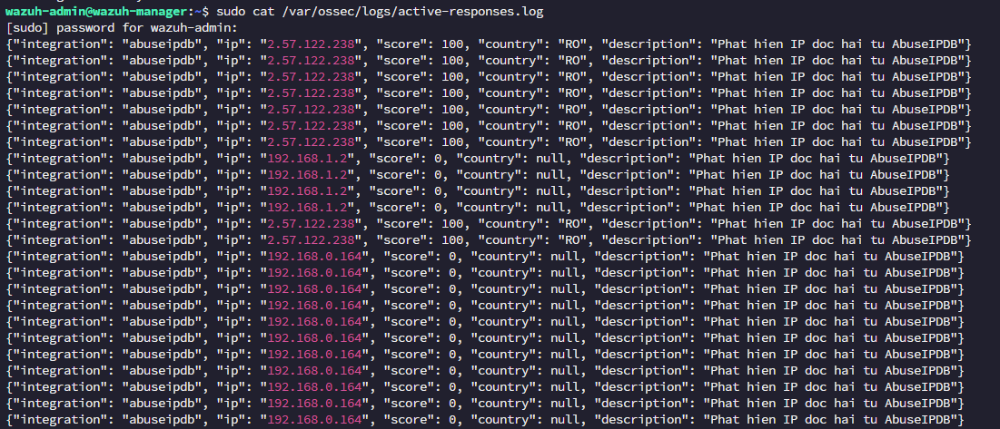 wazuh-admin@wazuh-manager:~$ sudo cat /var/ossec/logs/active-responses.log
[sudo] password for wazuh-admin:
{"integration": "abuseipdb", "ip": "2.57.122.238", "score": 100, "country": "RO", "description": "Phat hien IP doc hai tu AbuseIPDB"}
{"integration": "abuseipdb", "ip": "2.57.122.238", "score": 100, "country": "RO", "description": "Phat hien IP doc hai tu AbuseIPDB"}
{"integration": "abuseipdb", "ip": "2.57.122.238", "score": 100, "country": "RO", "description": "Phat hien IP doc hai tu AbuseIPDB"}
{"integration": "abuseipdb", "ip": "2.57.122.238", "score": 100, "country": "RO", "description": "Phat hien IP doc hai tu AbuseIPDB"}
{"integration": "abuseipdb", "ip": "2.57.122.238", "score": 100, "country": "RO", "description": "Phat hien IP doc hai tu AbuseIPDB"}
{"integration": "abuseipdb", "ip": "2.57.122.238", "score": 100, "country": "RO", "description": "Phat hien IP doc hai tu AbuseIPDB"}
{"integration": "abuseipdb", "ip": "2.57.122.238", "score": 100, "country": "RO", "description": "Phat hien IP doc hai tu AbuseIPDB"}
{"integration": "abuseipdb", "ip": "192.168.1.2", "score": 0, "country": null, "description": "Phat hien IP doc hai tu AbuseIPDB"}
{"integration": "abuseipdb", "ip": "192.168.1.2", "score": 0, "country": null, "description": "Phat hien IP doc hai tu AbuseIPDB"}
{"integration": "abuseipdb", "ip": "192.168.1.2", "score": 0, "country": null, "description": "Phat hien IP doc hai tu AbuseIPDB"}
{"integration": "abuseipdb", "ip": "192.168.1.2", "score": 0, "country": null, "description": "Phat hien IP doc hai tu AbuseIPDB"}
{"integration": "abuseipdb", "ip": "2.57.122.238", "score": 100, "country": "RO", "description": "Phat hien IP doc hai tu AbuseIPDB"}
{"integration": "abuseipdb", "ip": "2.57.122.238", "score": 100, "country": "RO", "description": "Phat hien IP doc hai tu AbuseIPDB"}
{"integration": "abuseipdb", "ip": "192.168.0.164", "score": 0, "country": null, "description": "Phat hien IP doc hai tu AbuseIPDB"}
{"integration": "abuseipdb", "ip": "192.168.0.164", "score": 0, "country": null, "description": "Phat hien IP doc hai tu AbuseIPDB"}
{"integration": "abuseipdb", "ip": "192.168.0.164", "score": 0, "country": null, "description": "Phat hien IP doc hai tu AbuseIPDB"}
{"integration": "abuseipdb", "ip": "192.168.0.164", "score": 0, "country": null, "description": "Phat hien IP doc hai tu AbuseIPDB"}
{"integration": "abuseipdb", "ip": "192.168.0.164", "score": 0, "country": null, "description": "Phat hien IP doc hai tu AbuseIPDB"}
{"integration": "abuseipdb", "ip": "192.168.0.164", "score": 0, "country": null, "description": "Phat hien IP doc hai tu AbuseIPDB"}
{"integration": "abuseipdb", "ip": "192.168.0.164", "score": 0, "country": null, "description": "Phat hien IP doc hai tu AbuseIPDB"}
{"integration": "abuseipdb", "ip": "192.168.0.164", "score": 0, "country": null, "description": "Phat hien IP doc hai tu AbuseIPDB"}
{"integration": "abuseipdb", "ip": "192.168.0.164", "score": 0, "country": null, "description": "Phat hien IP doc hai tu AbuseIPDB"}
{"integration": "abuseipdb", "ip": "192.168.0.164", "score": 0, "country": null, "description": "Phat hien IP doc hai tu AbuseIPDB"}
{"integration": "abuseipdb", "ip": "192.168.0.164", "score": 0, "country": null, "description": "Phat hien IP doc hai tu AbuseIPDB"}